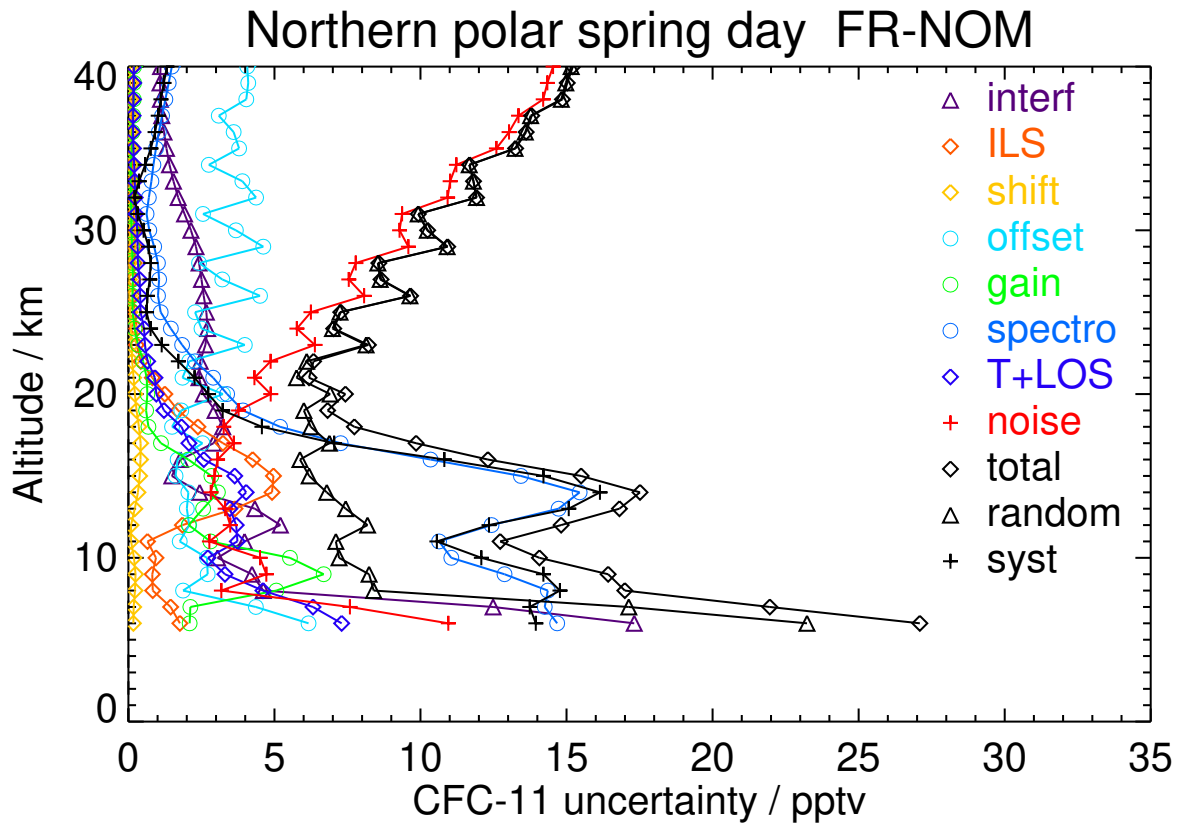 Northern polar spring day FR-NOM
40
30
20
10
0
Altitude / km
interf
ILS
shift
offset
gain
spectro
T+LOS
noise
total
random
syst
0 5 10 15 20 25 30 35
CFC-11 uncertainty / pptv